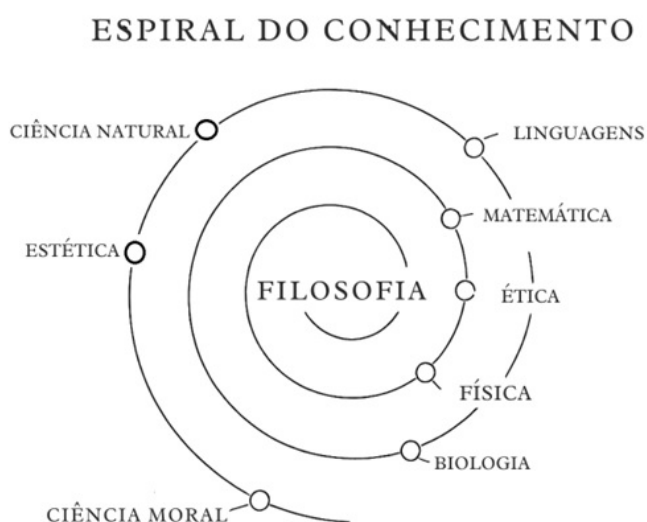 ESPIRAL DO CONHECIMENTO
CIÊNCIA NATURAL
LINGUAGENS
MATEMÁTICA
ESTÉTICA
FILOSOFIA
ÉTICA
FÍSICA
BIOLOGIA
CIÊNCIA MORAL